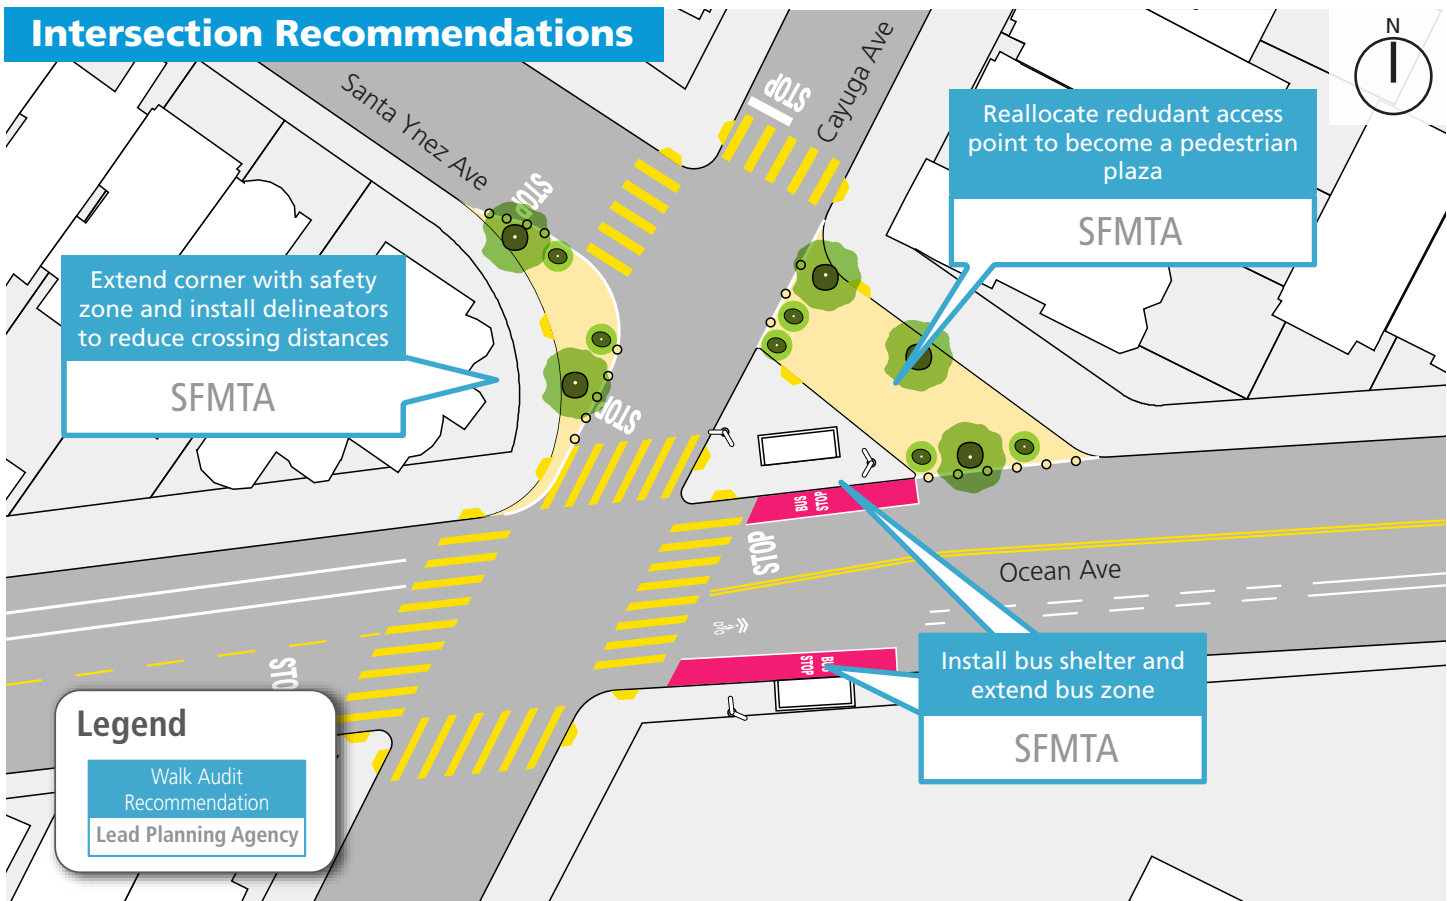 Intersection Recommendations
N
Santa Ynez Ave
Cayuga Ave
STOP
STOP
Reallocate redudant access
point to become a pedestrian
plaza
SFMTA
Extend corner with safety
zone and install delineators
to reduce crossing distances
SFMTA
STOP
BUS
STOP
STOP
Ocean Ave
BUS
STOP
STOP
Install bus shelter and
extend bus zone
SFMTA
Legend
Walk Audit
Recommendation
Lead Planning Agency